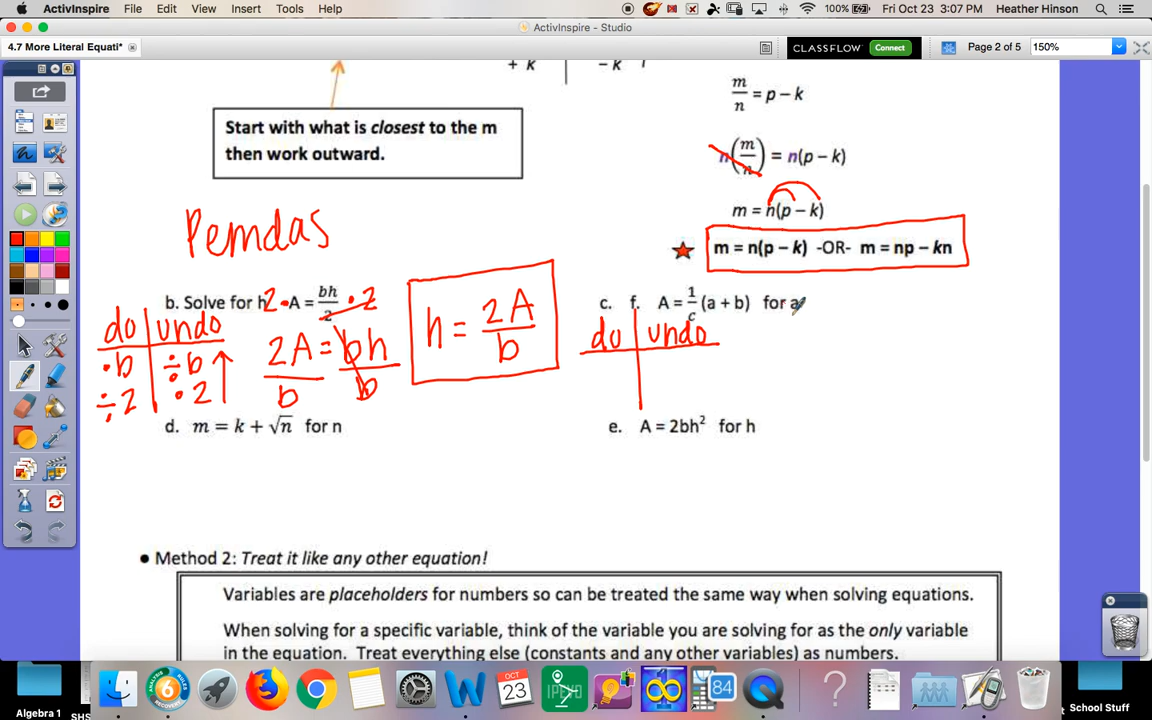 ActivInspire File Edit View Insert Tools Help 100% Fri Oct 23 3:07 PM Heather Hinson
ActivInspire - Studio
4.7 More Literal Equati* CLASSFLOW Connect Page 2 of 5 150%
+ k − k
m/n = p − k
Start with what is closest to the m
then work outward.
n(m/n) = n(p − k)
m = n(p − k)
Pemdas
m = n(p − k) -OR- m = np − kn
b. Solve for h 2 • A = bh/2 • 2
do undo
• b ÷ b
÷ 2 • 2
2A/b = bh/b
h = 2A/b
c. f. A = 1/c (a + b) for a
do undo
d. m = k + √n for n
e. A = 2bh² for h
• Method 2: Treat it like any other equation!
Variables are placeholders for numbers so can be treated the same way when solving equations.
When solving for a specific variable, think of the variable you are solving for as the only variable
in the equation. Treat everything else (constants and any other variables) as numbers.
6
RECOVERY
OCT
23
IPEVO
84
?
Algebra 1 SHS School Stuff